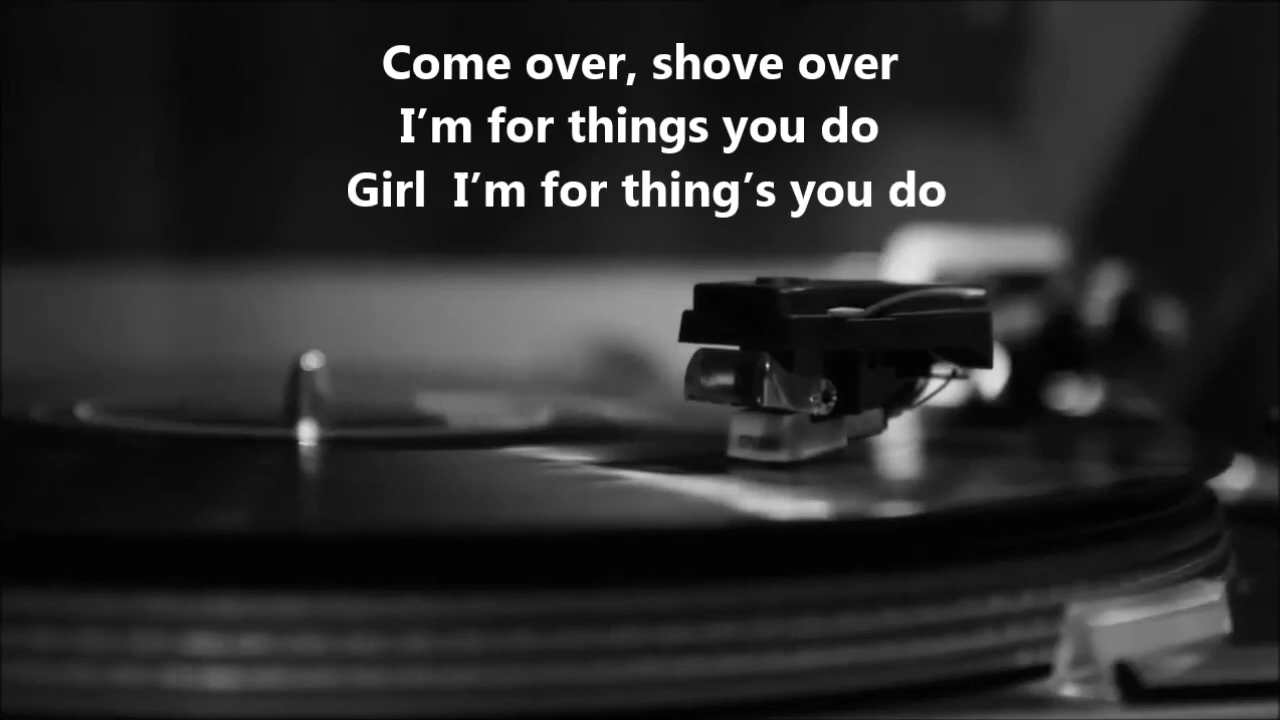 Come over, shove over
I’m for things you do
Girl  I’m for thing’s you do